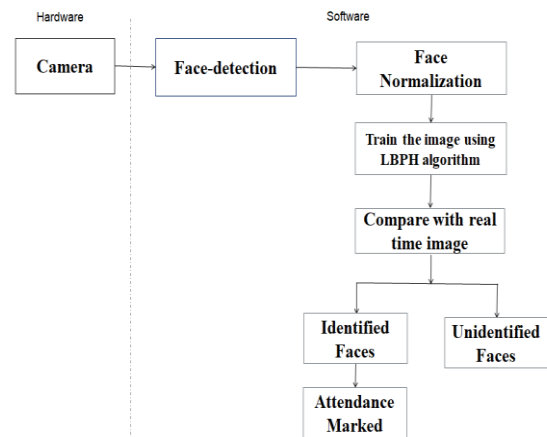 Hardware
Software
Camera
Face-detection
Face
Normalization
Train the image using
LBPH algorithm
Compare with real
time image
Identified
Faces
Unidentified
Faces
Attendance
Marked